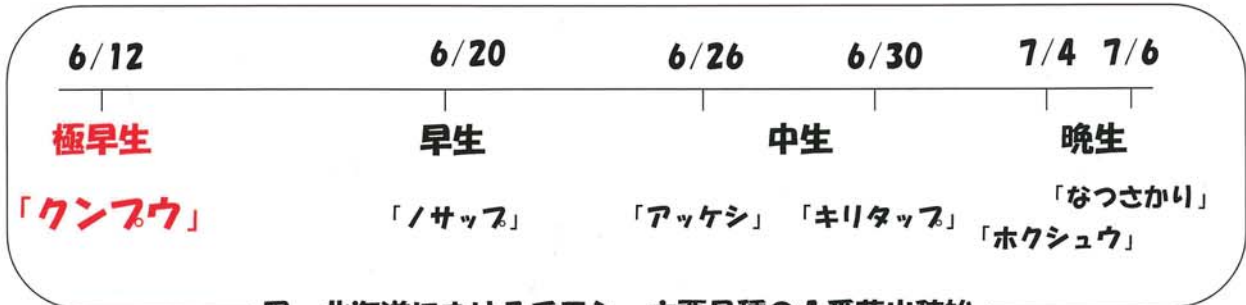 6/12 6/20 6/26 6/30 7/4 7/6
極早生 早生 中生 晩生
「クンプウ」 「ノサップ」 「アッケシ」 「キリタップ」 「ホクシュウ」 「なつさかり」